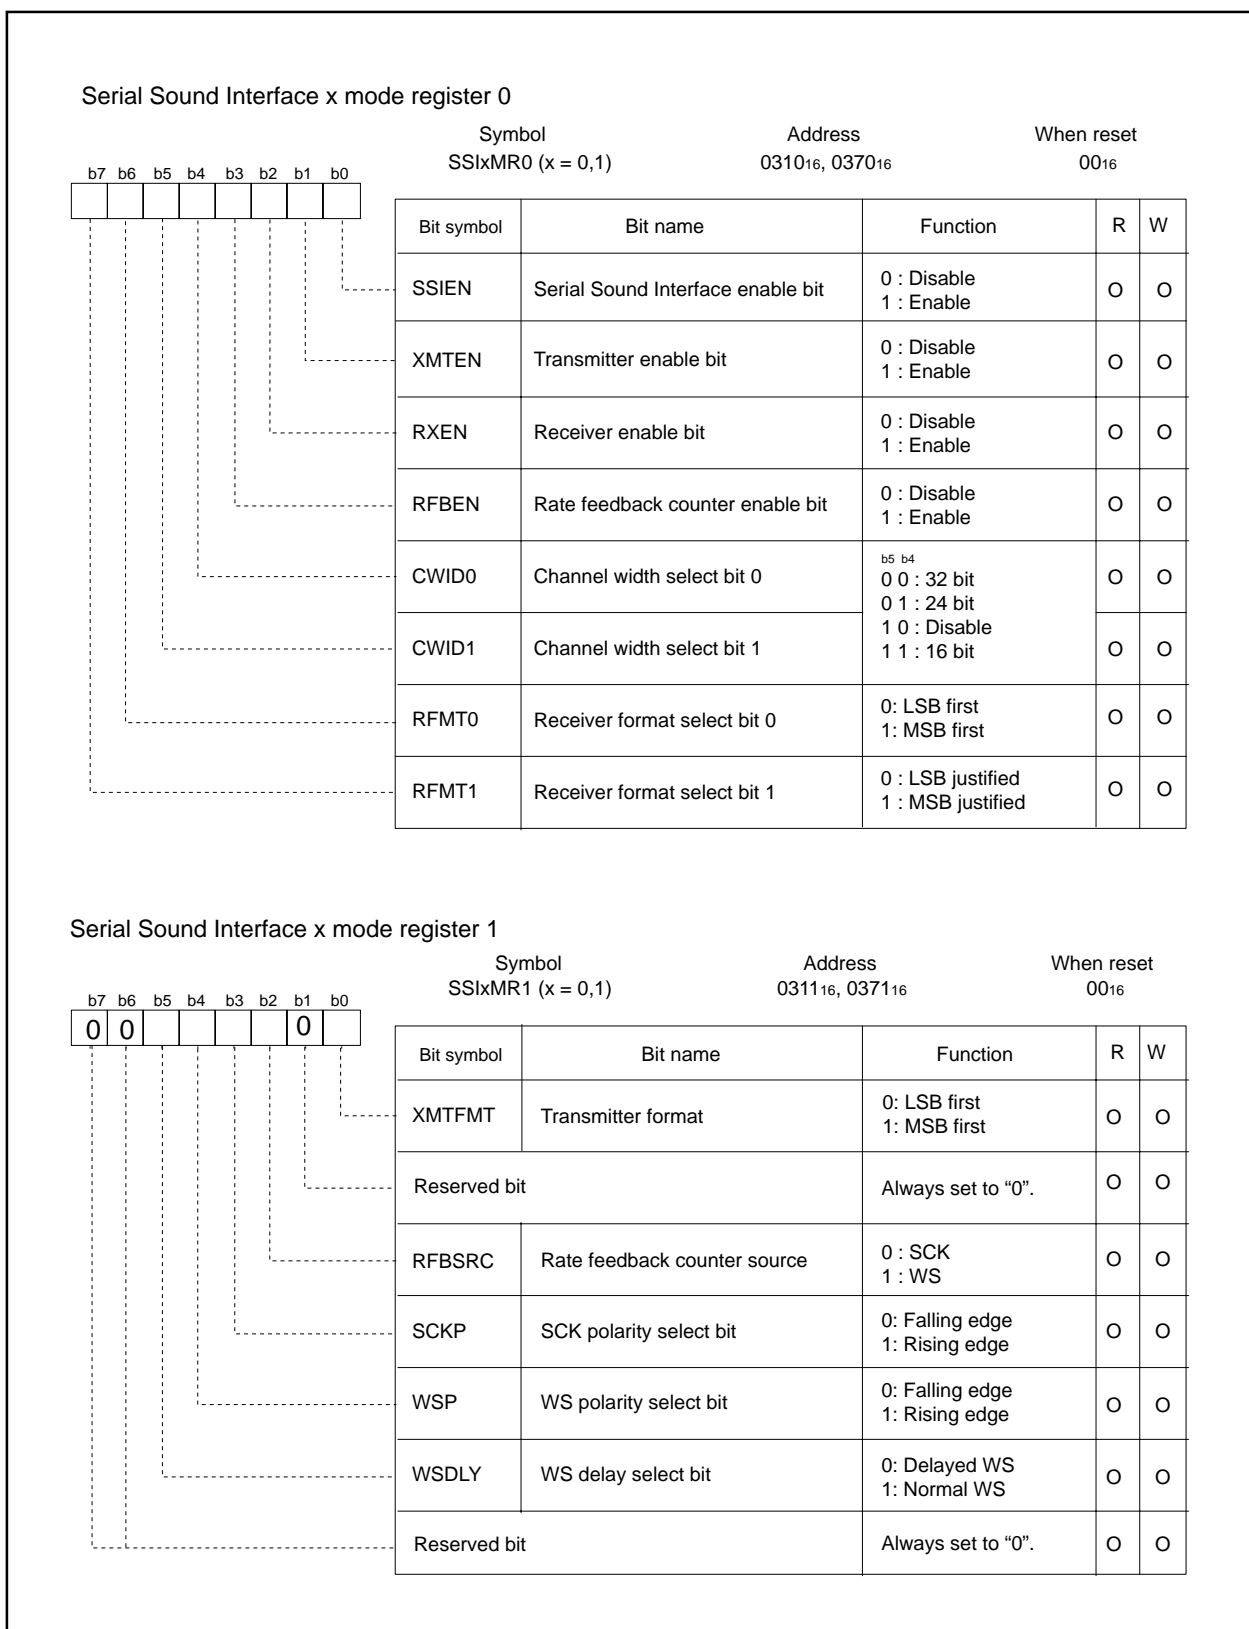 Serial Sound Interface x mode register 0
Symbol Address When reset
SSIxMR0 (x = 0,1) 031016, 037016 0016
b7 b6 b5 b4 b3 b2 b1 b0
Bit symbol Bit name Function R W
SSIEN Serial Sound Interface enable bit 0 : Disable O O
1 : Enable
XMTEN Transmitter enable bit 0 : Disable O O
1 : Enable
RXEN Receiver enable bit 0 : Disable O O
1 : Enable
RFBEN Rate feedback counter enable bit 0 : Disable O O
1 : Enable
b5 b4
CWID0 Channel width select bit 0 0 0 : 32 bit O O
0 1 : 24 bit
1 0 : Disable
CWID1 Channel width select bit 1 1 1 : 16 bit O O
RFMT0 Receiver format select bit 0 0: LSB first O O
1: MSB first
RFMT1 Receiver format select bit 1 0 : LSB justified O O
1 : MSB justified
Serial Sound Interface x mode register 1
Symbol Address When reset
SSIxMR1 (x = 0,1) 031116, 037116 0016
b7 b6 b5 b4 b3 b2 b1 b0
0 0 0
Bit symbol Bit name Function R W
XMTFMT Transmitter format 0: LSB first O O
1: MSB first
Reserved bit Always set to “0”. O O
RFBSRC Rate feedback counter source 0 : SCK O O
1 : WS
SCKP SCK polarity select bit 0: Falling edge O O
1: Rising edge
WSP WS polarity select bit 0: Falling edge O O
1: Rising edge
WSDLY WS delay select bit 0: Delayed WS O O
1: Normal WS
Reserved bit Always set to “0”. O O